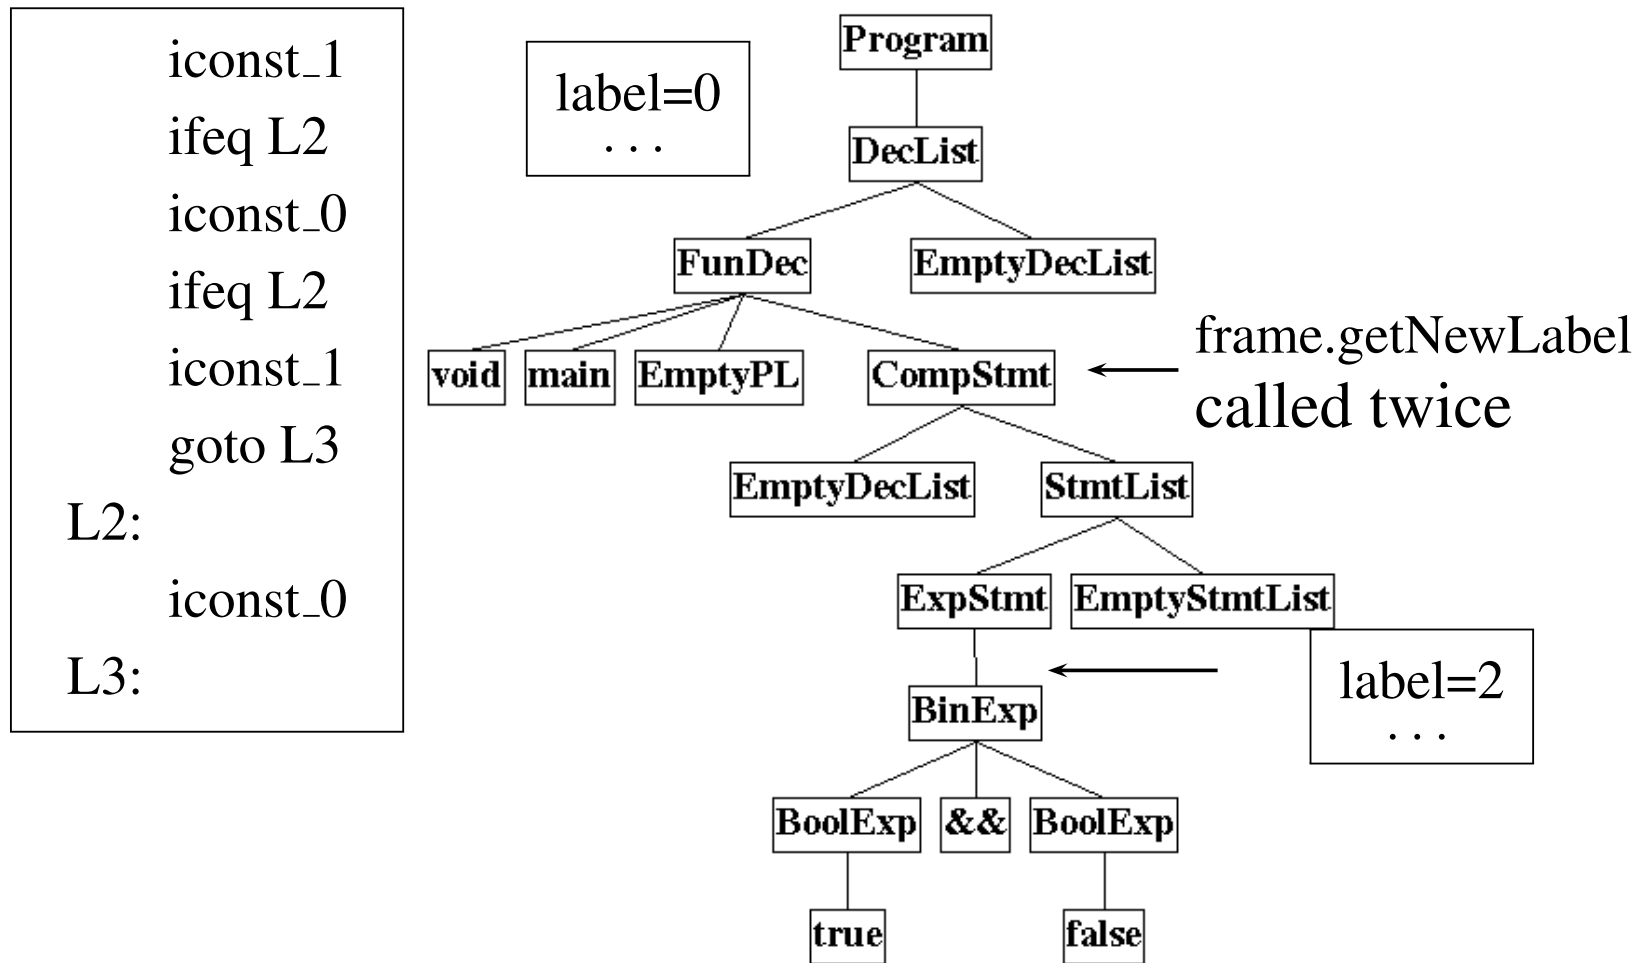 iconst_1
ifeq L2
iconst_0
ifeq L2
iconst_1
goto L3
L2:
iconst_0
L3:
label=0
. . .
Program
DecList
FunDec
EmptyDecList
void
main
EmptyPL
CompStmt
frame.getNewLabel
called twice
EmptyDecList
StmtList
ExpStmt
EmptyStmtList
label=2
. . .
BinExp
BoolExp
&&
BoolExp
true
false